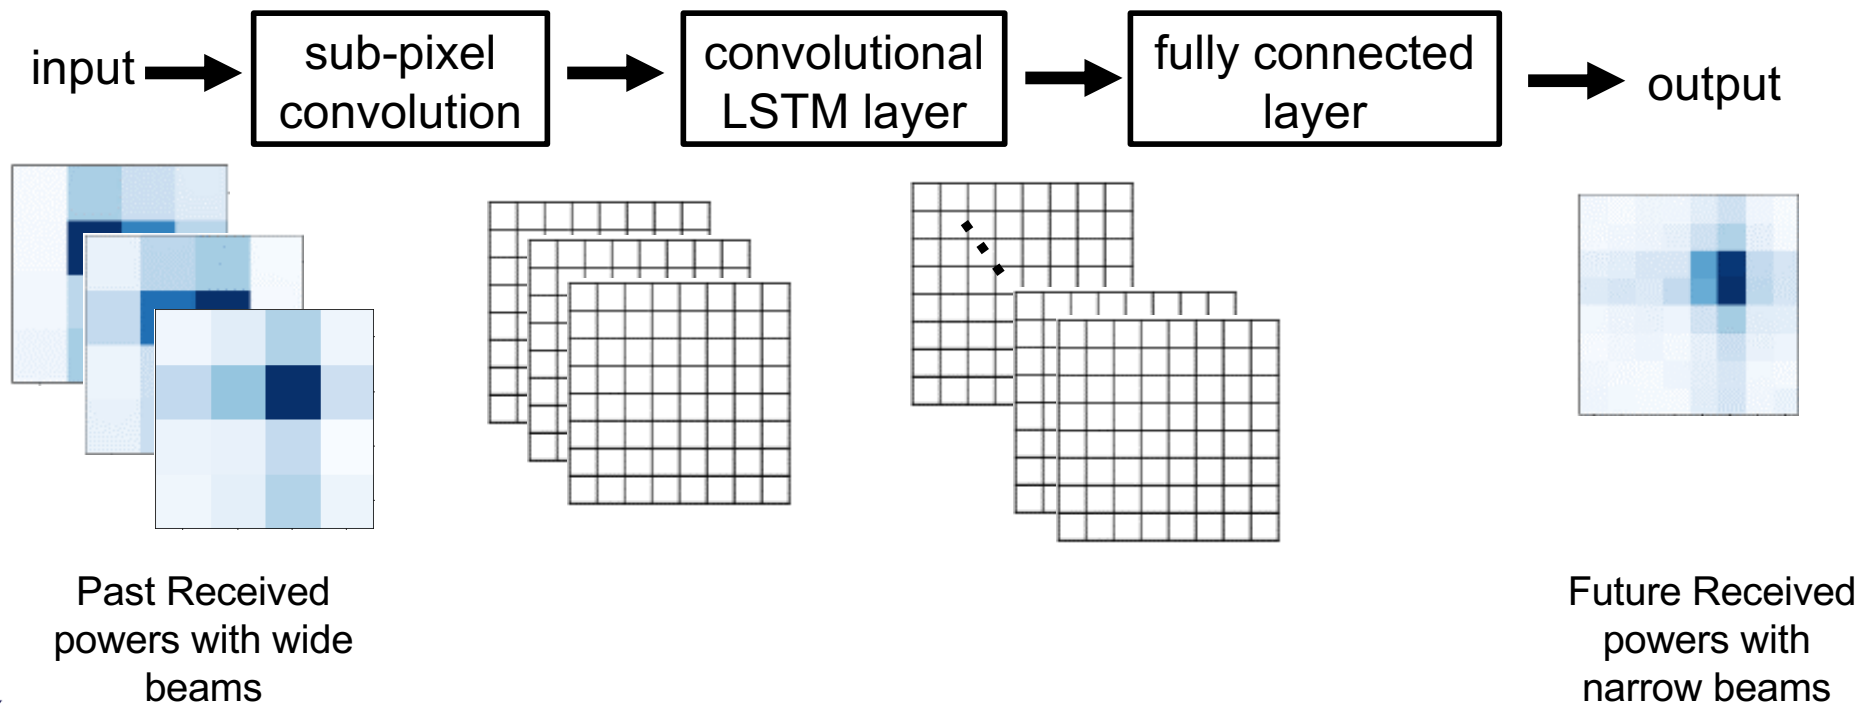 input
sub-pixel
convolution
convolutional
LSTM layer
fully connected
layer
output
Past Received
powers with wide
beams
Future Received
powers with
narrow beams